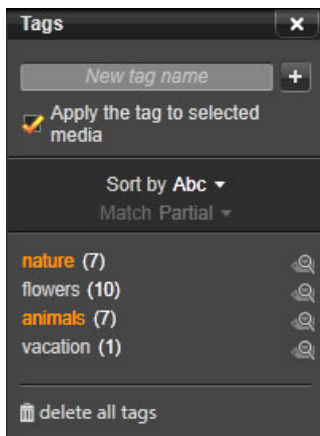 Tags
New tag name
Apply the tag to selected
media
Sort by Abc
Match Partial
nature (7)
flowers (10)
animals (7)
vacation (1)
delete all tags